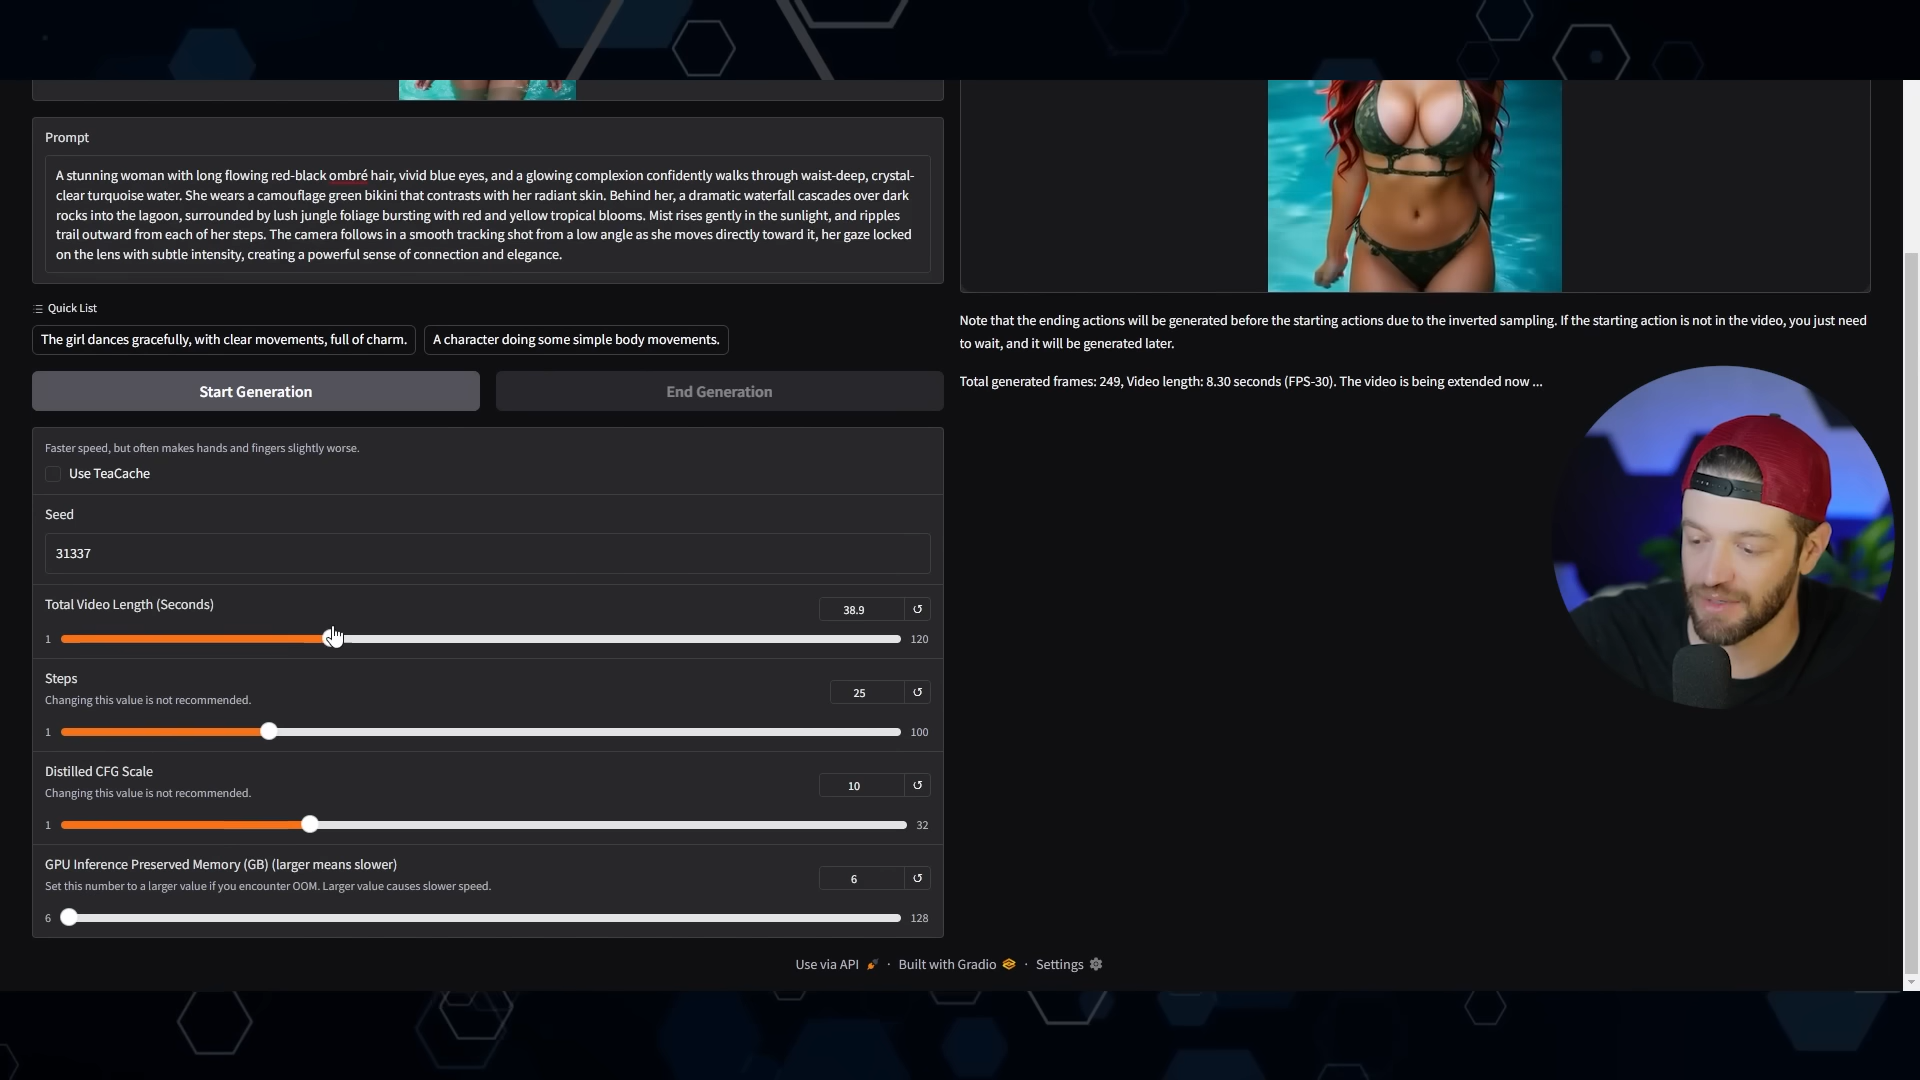 Prompt
A stunning woman with long flowing red-black ombré hair, vivid blue eyes, and a glowing complexion confidently walks through waist-deep, crystal-
clear turquoise water. She wears a camouflage green bikini that contrasts with her radiant skin. Behind her, a dramatic waterfall cascades over dark
rocks into the lagoon, surrounded by lush jungle foliage bursting with red and yellow tropical blooms. Mist rises gently in the sunlight, and ripples
trail outward from each of her steps. The camera follows in a smooth tracking shot from a low angle as she moves directly toward it, her gaze locked
on the lens with subtle intensity, creating a powerful sense of connection and elegance.
Quick List
The girl dances gracefully, with clear movements, full of charm.
A character doing some simple body movements.
Start Generation
End Generation
Faster speed, but often makes hands and fingers slightly worse.
Use TeaCache
Seed
31337
Total Video Length (Seconds)
38.9
1
120
Steps
Changing this value is not recommended.
25
1
100
Distilled CFG Scale
Changing this value is not recommended.
10
1
32
GPU Inference Preserved Memory (GB) (larger means slower)
Set this number to a larger value if you encounter OOM. Larger value causes slower speed.
6
6
128
Note that the ending actions will be generated before the starting actions due to the inverted sampling. If the starting action is not in the video, you just need
to wait, and it will be generated later.
Total generated frames: 249, Video length: 8.30 seconds (FPS-30). The video is being extended now ...
Use via API · Built with Gradio · Settings